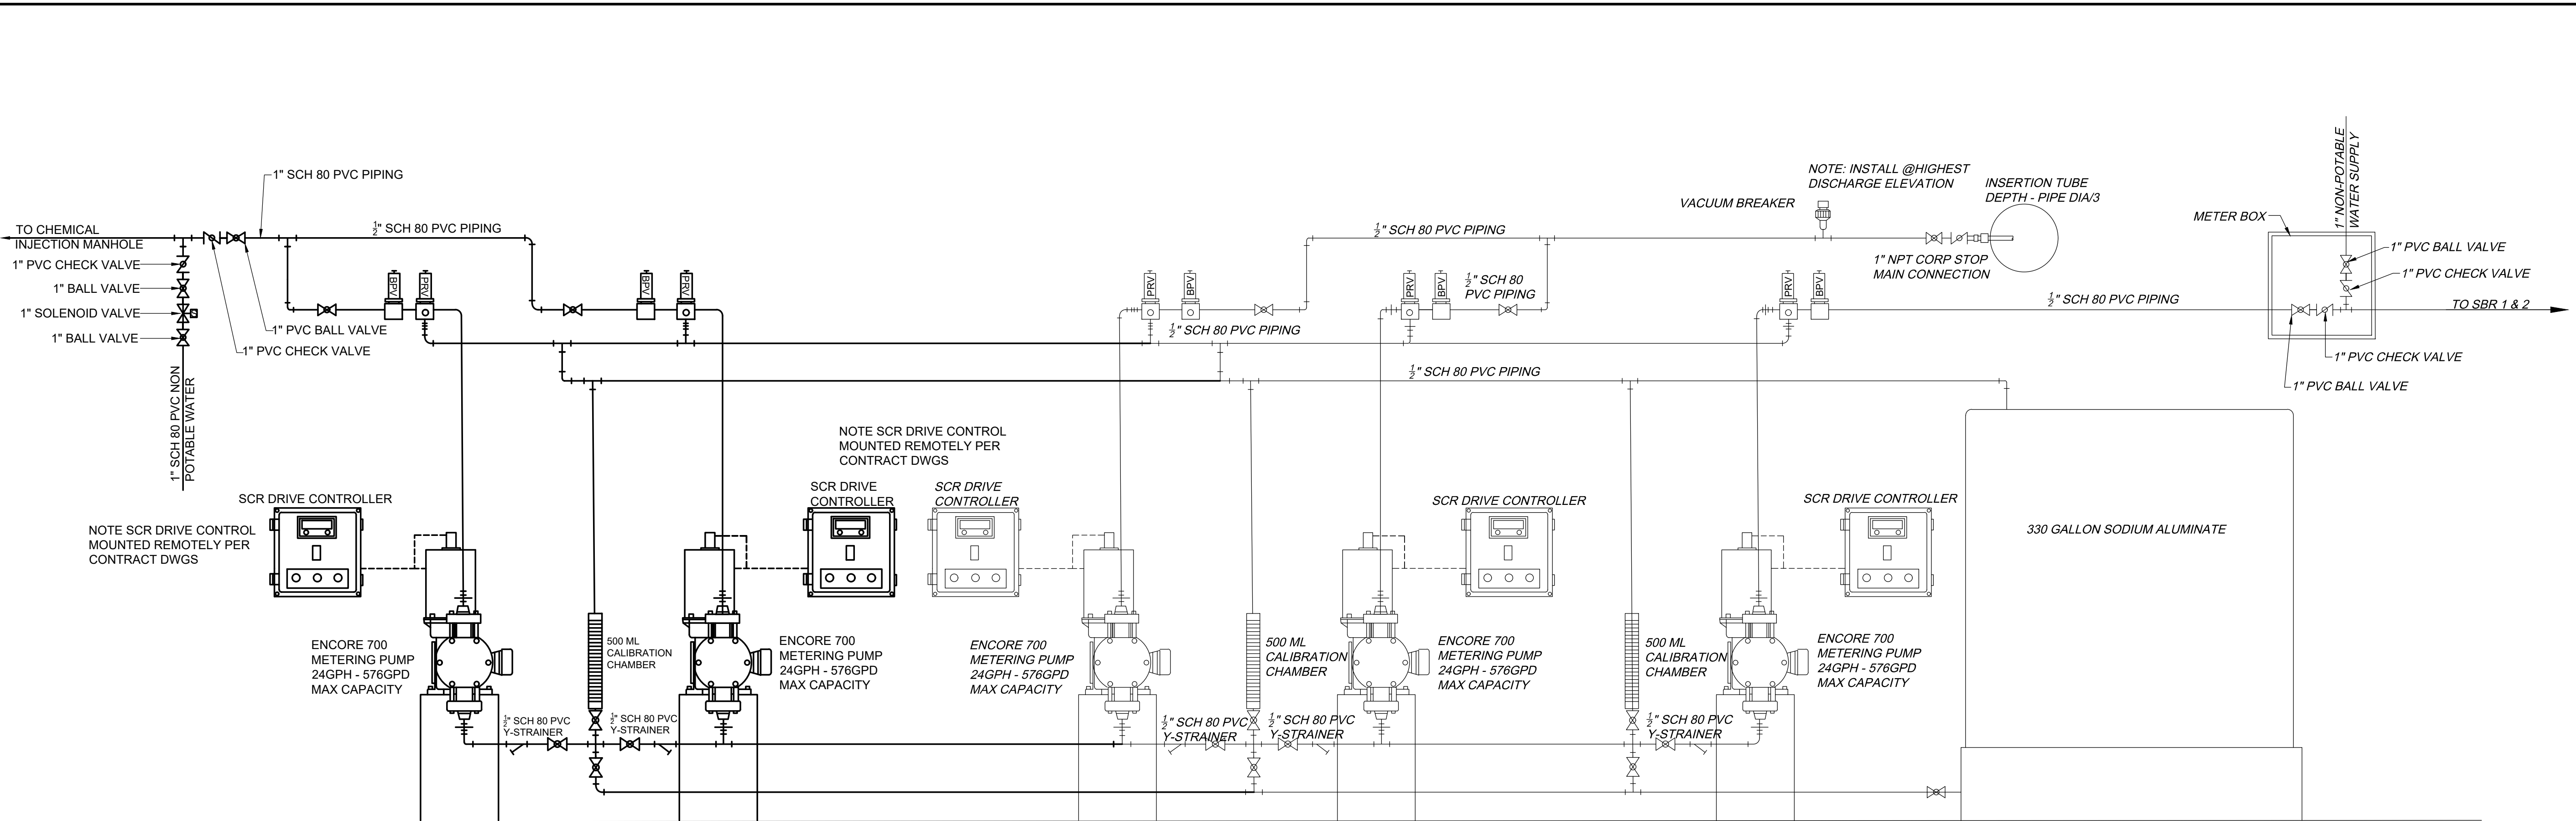 1" SCH 80 PVC PIPING
TO CHEMICAL
INJECTION MANHOLE
1" PVC CHECK VALVE
1" BALL VALVE
1" SOLENOID VALVE
1" BALL VALVE
1" PVC BALL VALVE
1" PVC CHECK VALVE
1" SCH 80 PVC NON
POTABLE WATER
1/2" SCH 80 PVC PIPING
BPV
PRV
BPV
PRV
PRV
BPV
1/2" SCH 80 PVC PIPING
1/2" SCH 80 PVC PIPING
1/2" SCH 80
PVC PIPING
PRV
BPV
1/2" SCH 80 PVC PIPING
VACUUM BREAKER
NOTE: INSTALL @HIGHEST
DISCHARGE ELEVATION
INSERTION TUBE
DEPTH - PIPE DIA/3
1" NPT CORP STOP
MAIN CONNECTION
PRV
BPV
1/2" SCH 80 PVC PIPING
METER BOX
1" NON-POTABLE
WATER SUPPLY
1" PVC BALL VALVE
1" PVC CHECK VALVE
TO SBR 1 & 2
1" PVC CHECK VALVE
1" PVC BALL VALVE
SCR DRIVE CONTROLLER
NOTE SCR DRIVE CONTROL
MOUNTED REMOTELY PER
CONTRACT DWGS
NOTE SCR DRIVE CONTROL
MOUNTED REMOTELY PER
CONTRACT DWGS
SCR DRIVE
CONTROLLER
SCR DRIVE
CONTROLLER
SCR DRIVE CONTROLLER
SCR DRIVE CONTROLLER
330 GALLON SODIUM ALUMINATE
ENCORE 700
METERING PUMP
24GPH - 576GPD
MAX CAPACITY
500 ML
CALIBRATION
CHAMBER
ENCORE 700
METERING PUMP
24GPH - 576GPD
MAX CAPACITY
ENCORE 700
METERING PUMP
24GPH - 576GPD
MAX CAPACITY
500 ML
CALIBRATION
CHAMBER
ENCORE 700
METERING PUMP
24GPH - 576GPD
MAX CAPACITY
500 ML
CALIBRATION
CHAMBER
ENCORE 700
METERING PUMP
24GPH - 576GPD
MAX CAPACITY
1/2" SCH 80 PVC
Y-STRAINER
1/2" SCH 80 PVC
Y-STRAINER
1/2" SCH 80 PVC
Y-STRAINER
1/2" SCH 80 PVC
Y-STRAINER
1/2" SCH 80 PVC
Y-STRAINER